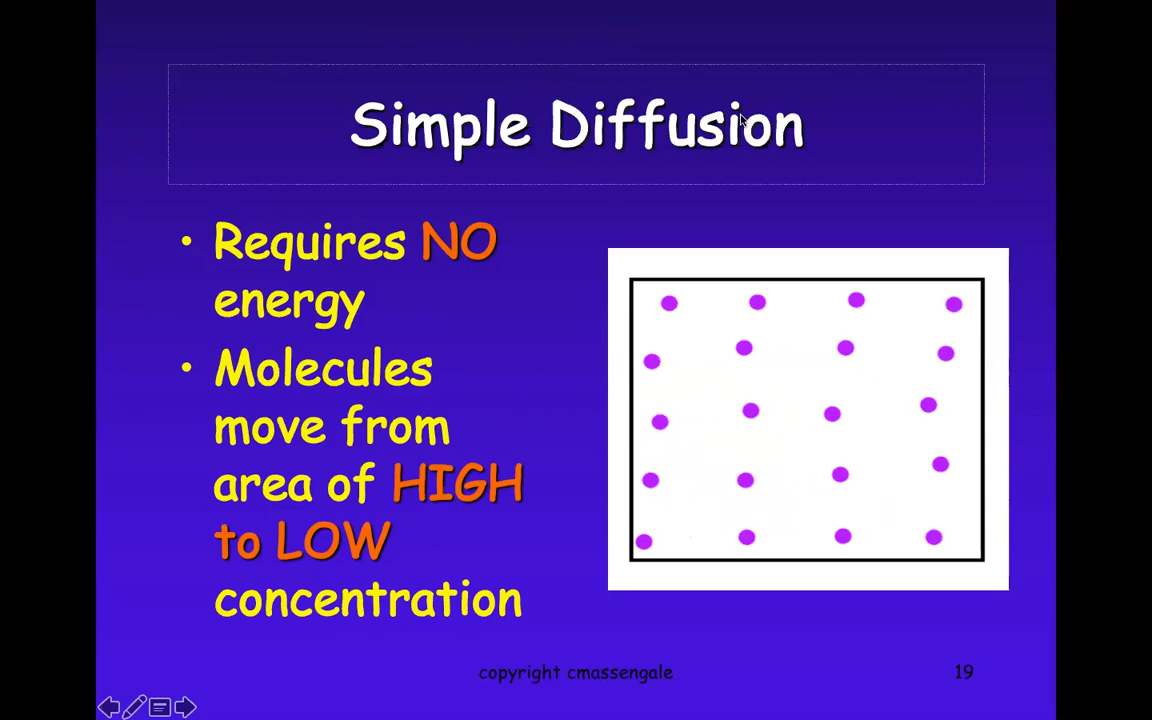 Simple Diffusion
• Requires NO
energy
• Molecules
move from
area of HIGH
to LOW
concentration
copyright cmassengale
19